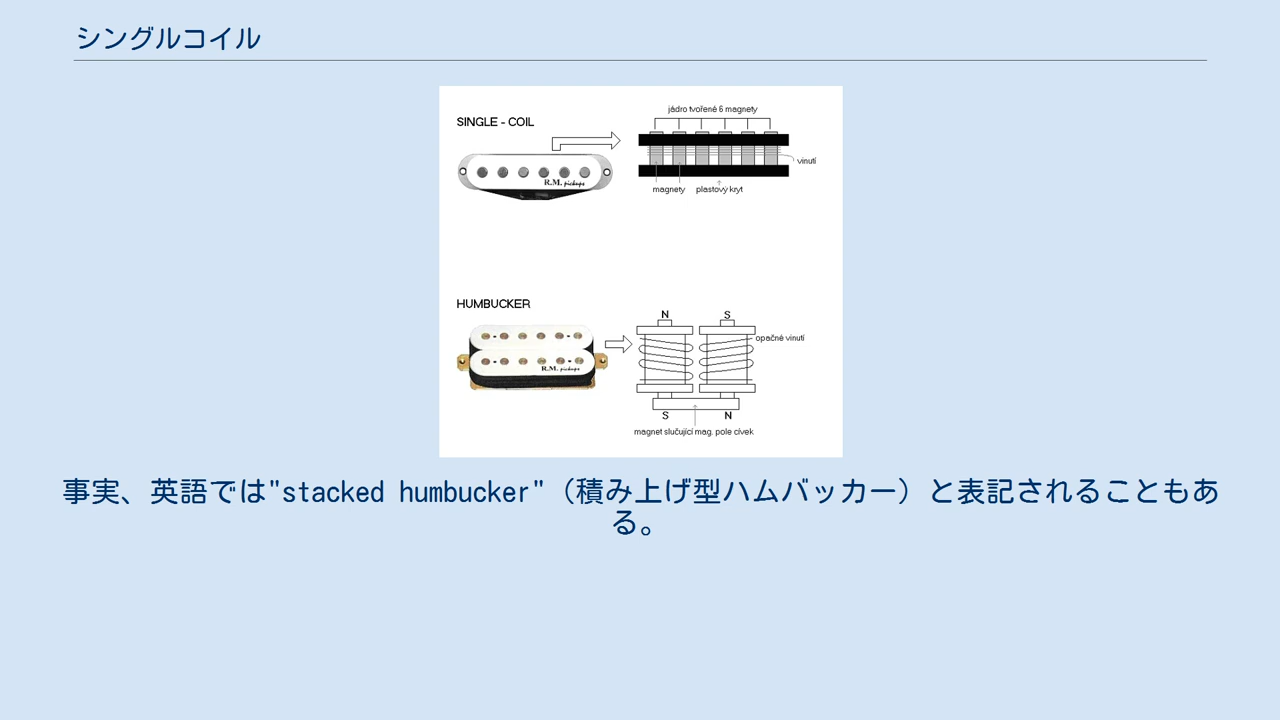 シングルコイル
SINGLE - COIL
jádro tvořené 6 magnety
vinutí
magnety
plastový kryt
R.M. pickups
HUMBUCKER
N
S
opačné vinutí
R.M. pickups
S
N
magnet slučující mag. pole cívek
事実、英語では"stacked humbucker"（積み上げ型ハムバッカー）と表記されることもあ
る。